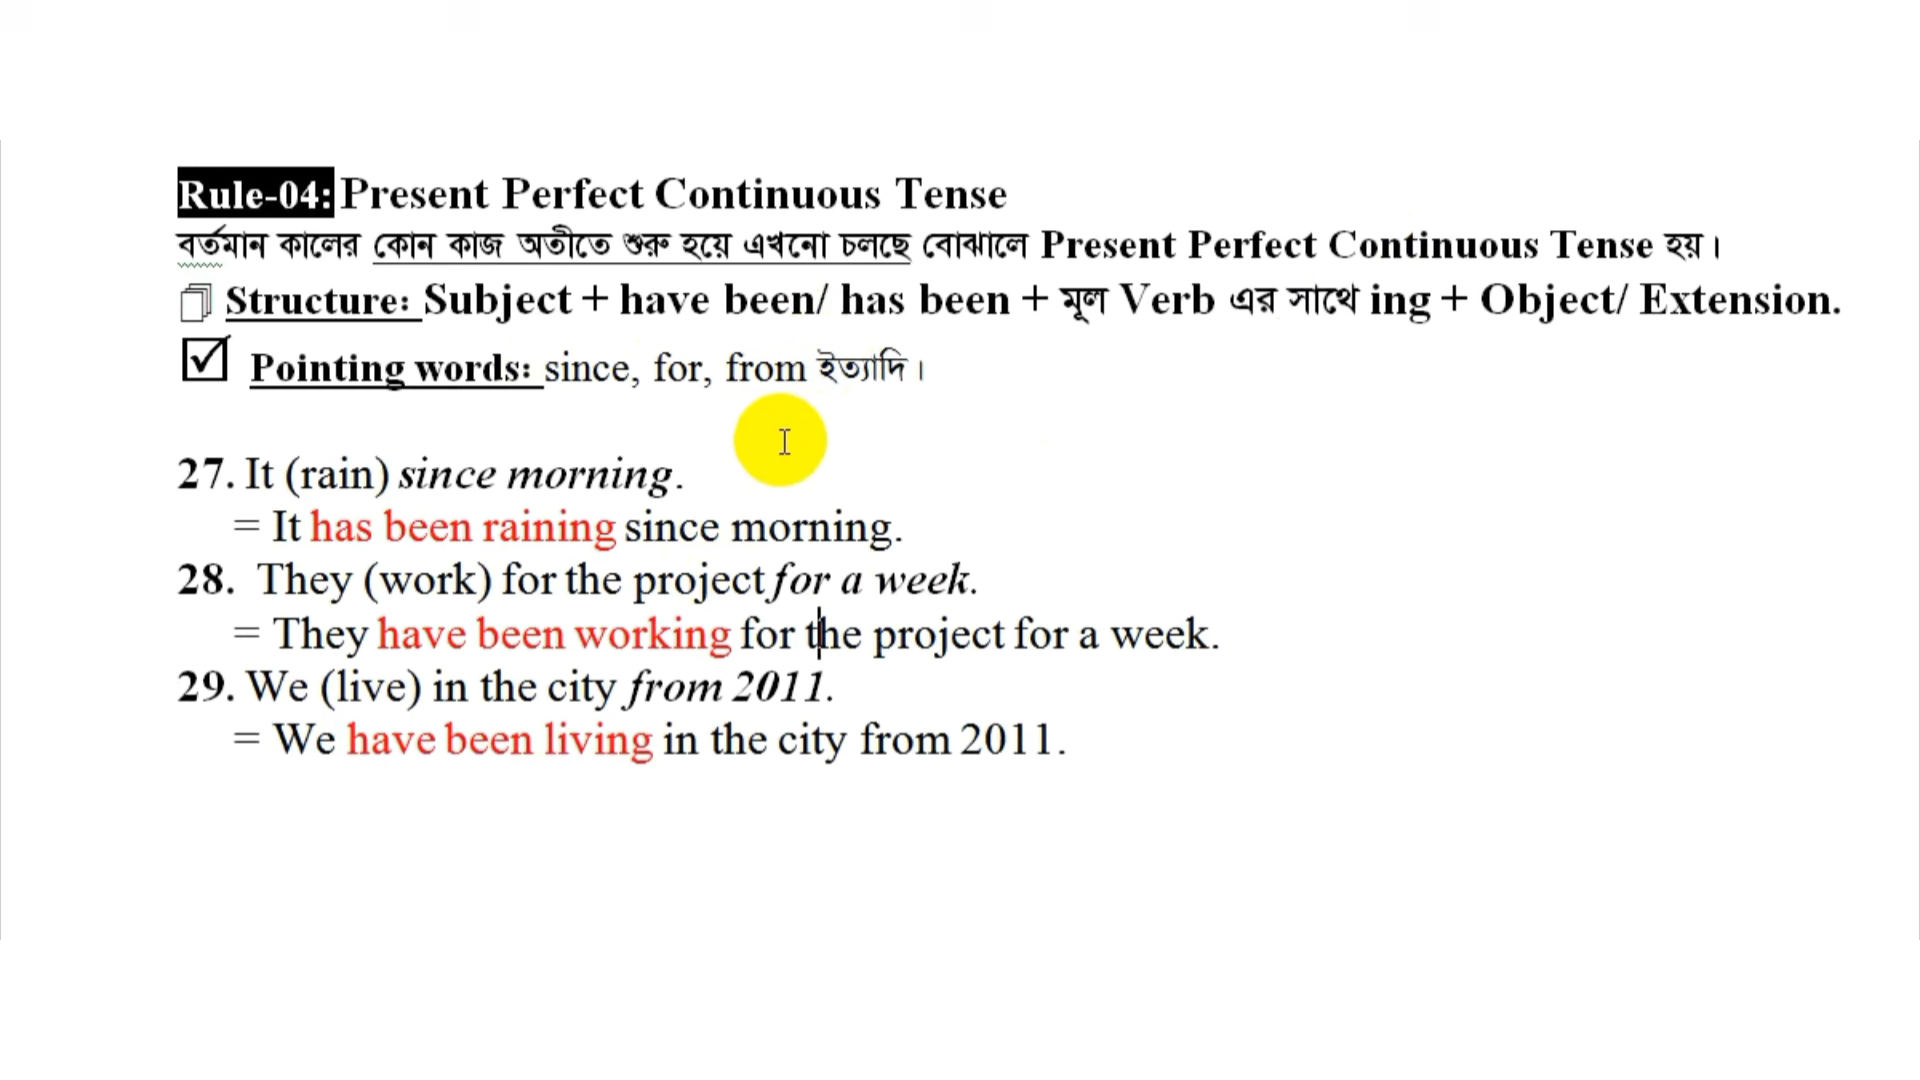 Rule-04: Present Perfect Continuous Tense
বর্তমান কালের কোন কাজ অতীতে শুরু হয়ে এখনো চলছে বোঝালে Present Perfect Continuous Tense হয়।
Structure: Subject + have been/ has been + মূল Verb এর সাথে ing + Object/ Extension.
Pointing words: since, for, from ইত্যাদি।
27. It (rain) since morning.
= It has been raining since morning.
28. They (work) for the project for a week.
= They have been working for the project for a week.
29. We (live) in the city from 2011.
= We have been living in the city from 2011.